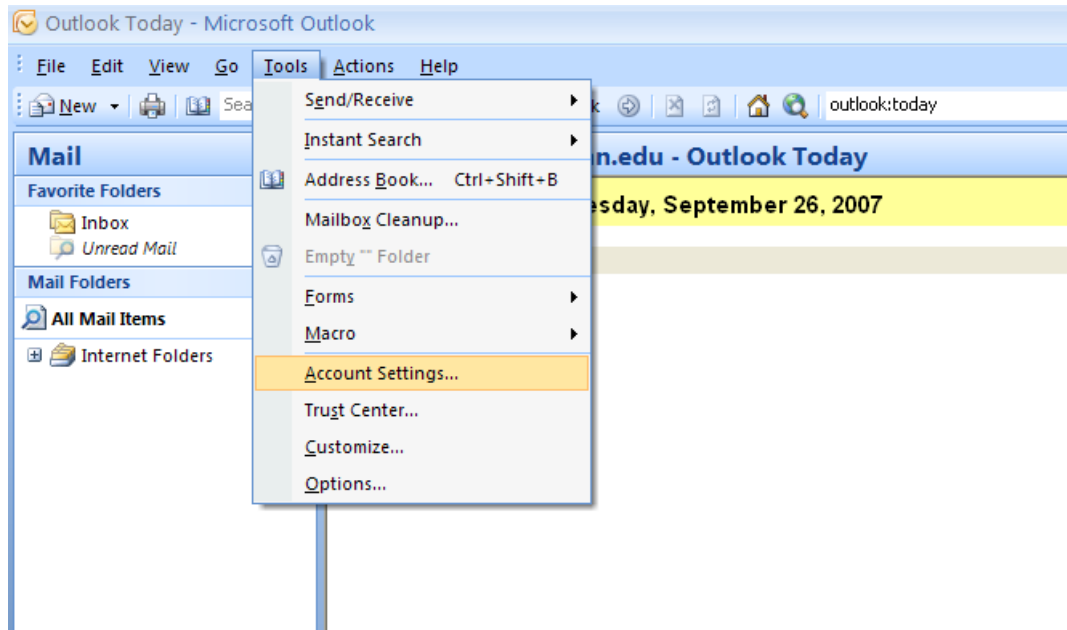 Outlook Today - Microsoft Outlook
File Edit View Go Tools Actions Help
New Sea k outlook:today
Send/Receive
Instant Search
Address Book... Ctrl+Shift+B
Mailbox Cleanup...
Empty "" Folder
Forms
Macro
Account Settings...
Trust Center...
Customize...
Options...
Mail
Favorite Folders
Inbox
Unread Mail
Mail Folders
All Mail Items
Internet Folders
n.edu - Outlook Today
esday, September 26, 2007